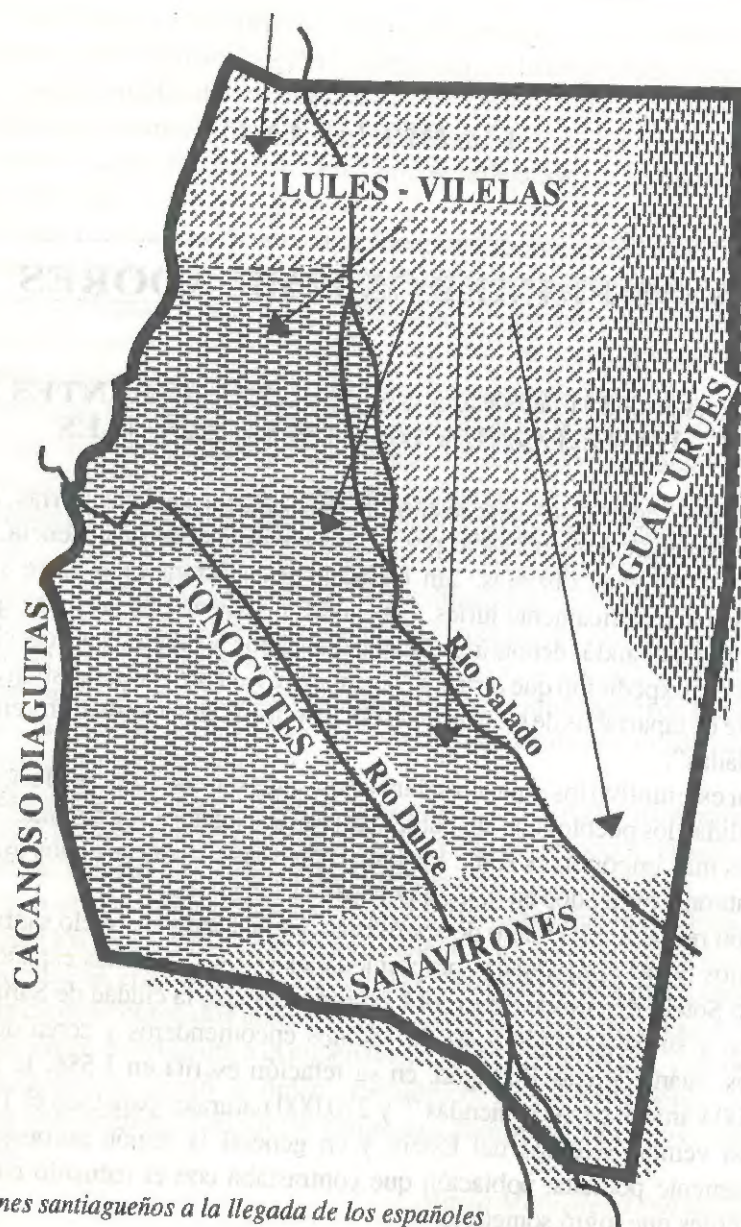 LULES - VILELAS
GUAICURUES
CACANOS O DIAGUITAS
TONOCOTES
Río Salado
Río Dulce
SANAVIRONES
nes santiagueños a la llegada de los españoles